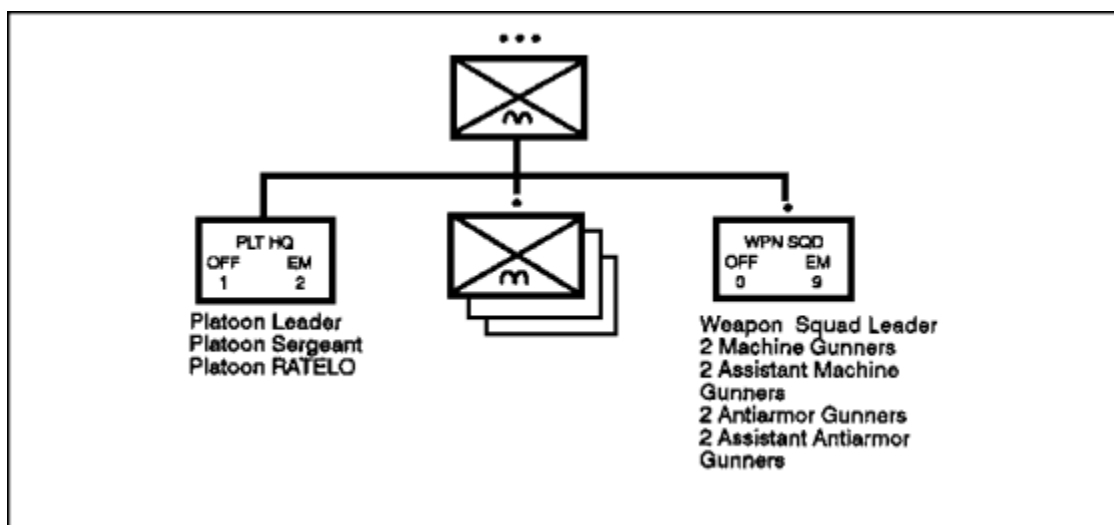 PLT HQ
OFF EM
1 2
Platoon Leader
Platoon Sergeant
Platoon RATELO
WPN SQD
OFF EM
0 9
Weapon Squad Leader
2 Machine Gunners
2 Assistant Machine
Gunners
2 Antiarmor Gunners
2 Assistant Antiarmor
Gunners